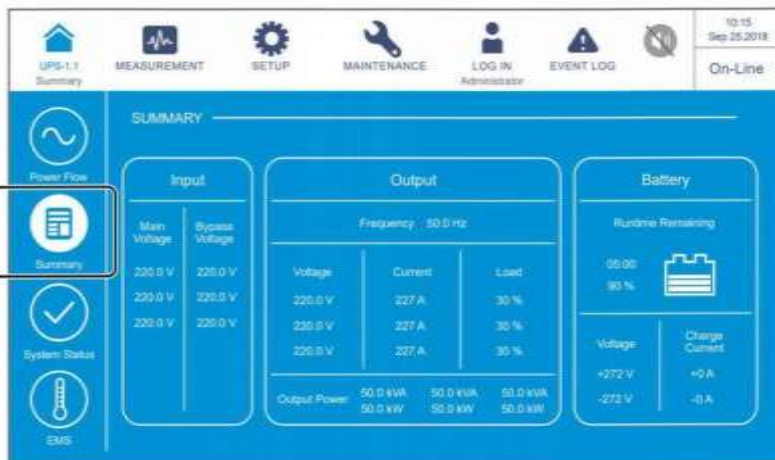 UPS-1.1
Summary
MEASUREMENT
SETUP
MAINTENANCE
LOG IN
Administrator
EVENT LOG
10:15
Sep 25,2018
On-Line
Power Flow
Summary
System Status
EMS
SUMMARY
Input
Main Voltage Bypass Voltage
220.0 V 220.0 V
220.0 V 220.0 V
220.0 V 220.0 V
Output
Frequency 50.0 Hz
Voltage Current Load
220.0 V 227 A 30 %
220.0 V 227 A 30 %
220.0 V 227 A 30 %
Output Power 50.0 kVA 50.0 kVA 50.0 kVA
50.0 kW 50.0 kW 50.0 kW
Battery
Runtime Remaining
05:00
90 %
Voltage Charge Current
+272 V +0 A
-272 V -0 A